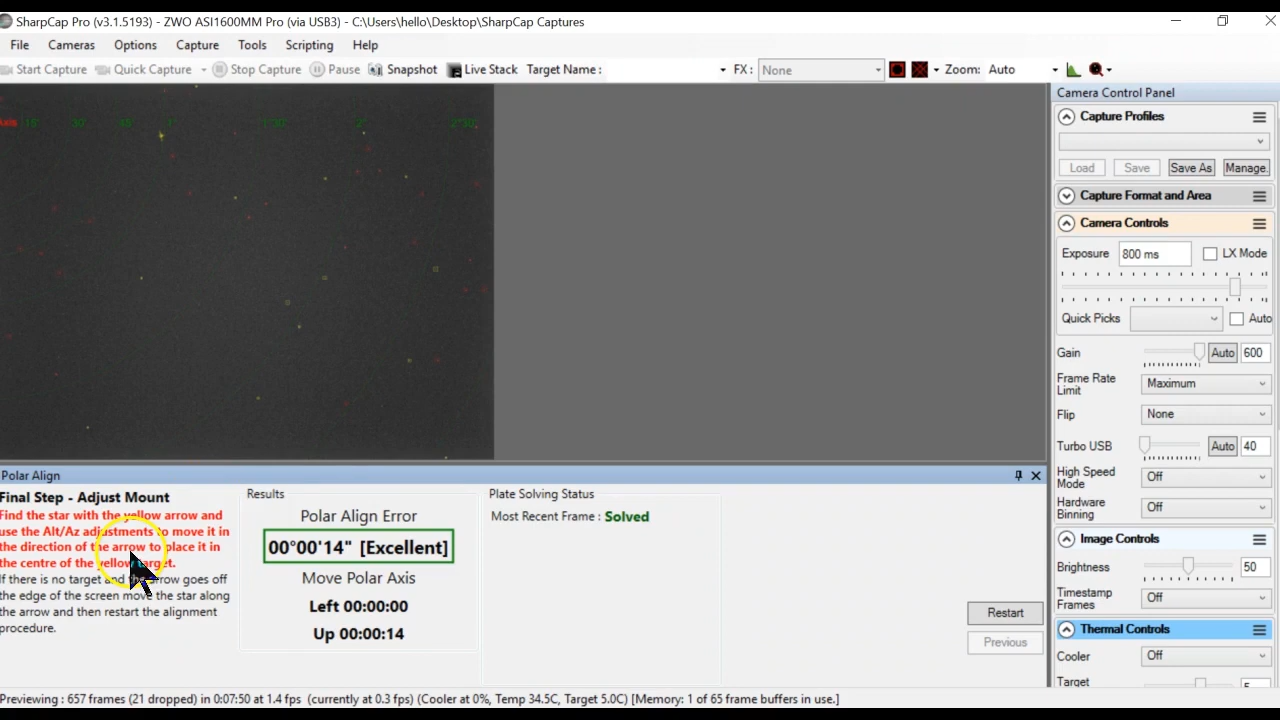 SharpCap Pro (v3.1.5193) - ZWO ASI1600MM Pro (via USB3) - C:\Users\hello\Desktop\SharpCap Captures
File Cameras Options Capture Tools Scripting Help
Start Capture Quick Capture Stop Capture Pause Snapshot Live Stack Target Name : FX : None Zoom: Auto
Axis 15' 30' 45' 1° 1°30' 2° 2°30'
Camera Control Panel
Capture Profiles
Load Save Save As Manage.
Capture Format and Area
Camera Controls
Exposure 800 ms LX Mode
Quick Picks Auto
Gain Auto 600
Frame Rate
Limit
Maximum
Flip None
Turbo USB Auto 40
High Speed
Mode
Off
Hardware
Binning
Off
Image Controls
Brightness 50
Timestamp
Frames
Off
Thermal Controls
Cooler Off
Target 5
Polar Align
Final Step - Adjust Mount
Find the star with the yellow arrow and
use the Alt/Az adjustments to move it in
the direction of the arrow to place it in
the centre of the yellow target.
If there is no target and the arrow goes off
the edge of the screen move the star along
the arrow and then restart the alignment
procedure.
Results
Polar Align Error
00°00'14" [Excellent]
Move Polar Axis
Left 00:00:00
Up 00:00:14
Plate Solving Status
Most Recent Frame : Solved
Restart
Previous
Previewing : 657 frames (21 dropped) in 0:07:50 at 1.4 fps (currently at 0.3 fps) (Cooler at 0%, Temp 34.5C, Target 5.0C) [Memory: 1 of 65 frame buffers in use.]